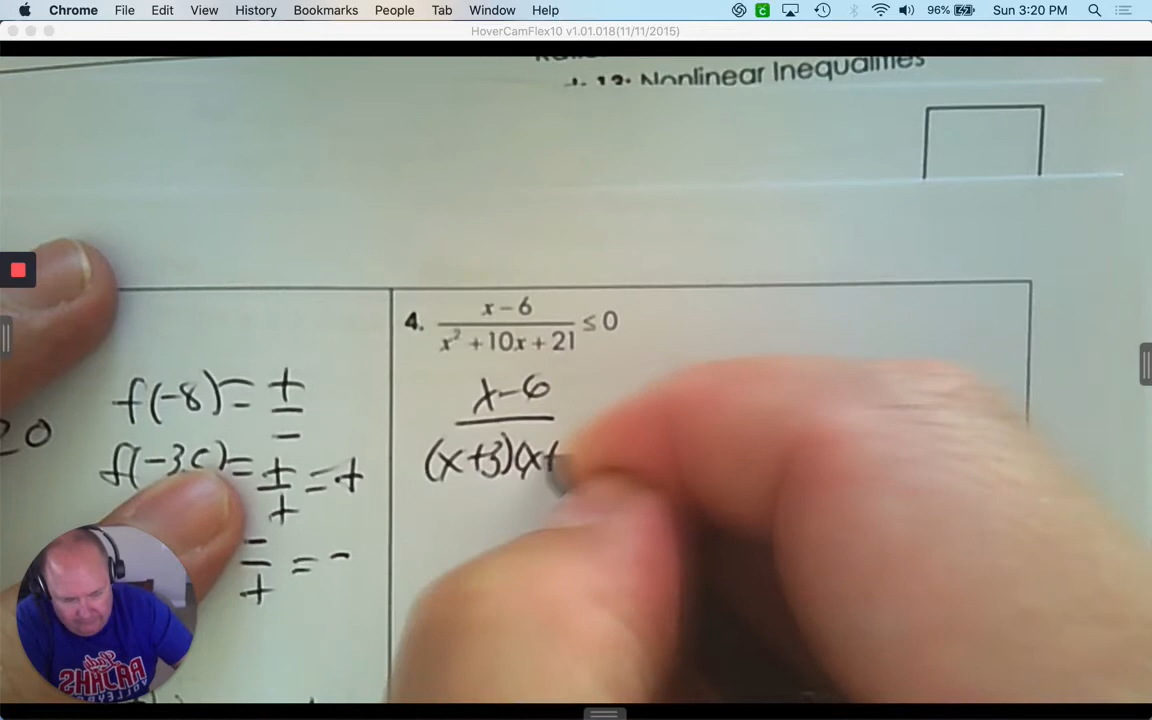 Chrome File Edit View History Bookmarks People Tab Window Help 96% Sun 3:20 PM
HoverCamFlex10 v1.01.018(11/11/2015)
Nonlinear Inequalities
4. x - 6
x² + 10x + 21 ≤ 0
x-6
(x+3)(x+
f(-8)= +
-
-
f(-3.5)= + = +
+
- = -
+
≥0